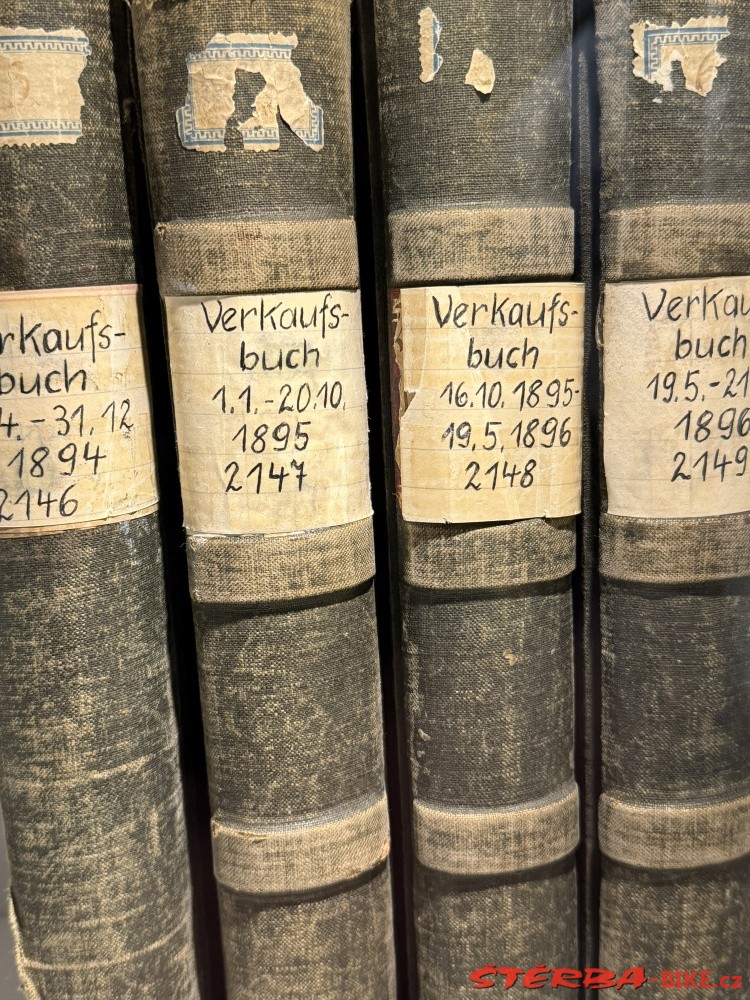 rkaufs-
buch
4.-31.12
1894
2146
Verkaufs-
buch
1.1.-20.10.
1895
2147
Verkaufs-
buch
16.10.1895-
19.5.1896
2148
Verkau
buch
19.5.-21
1896
2149
ŠTĚRBA-BIKE.cz